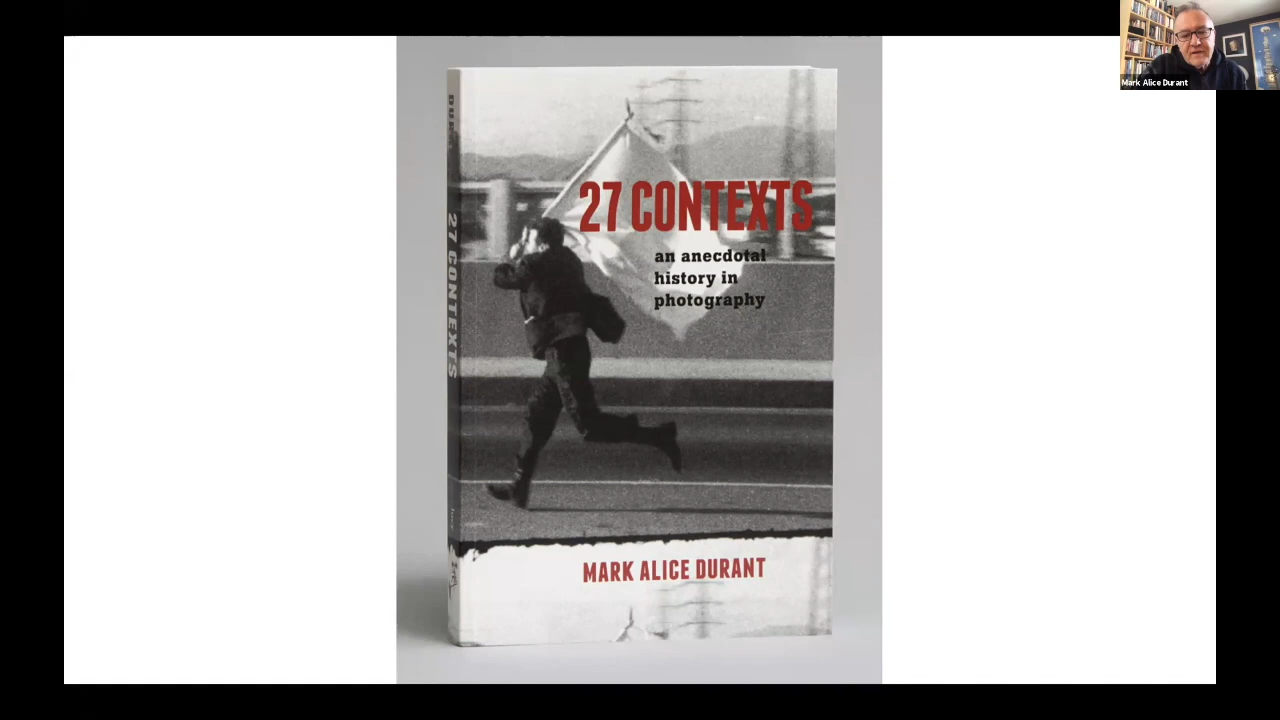 Mark Alice Durant
27 CONTEXTS
an anecdotal
history in
photography
MARK ALICE DURANT
27 CONTEXTS